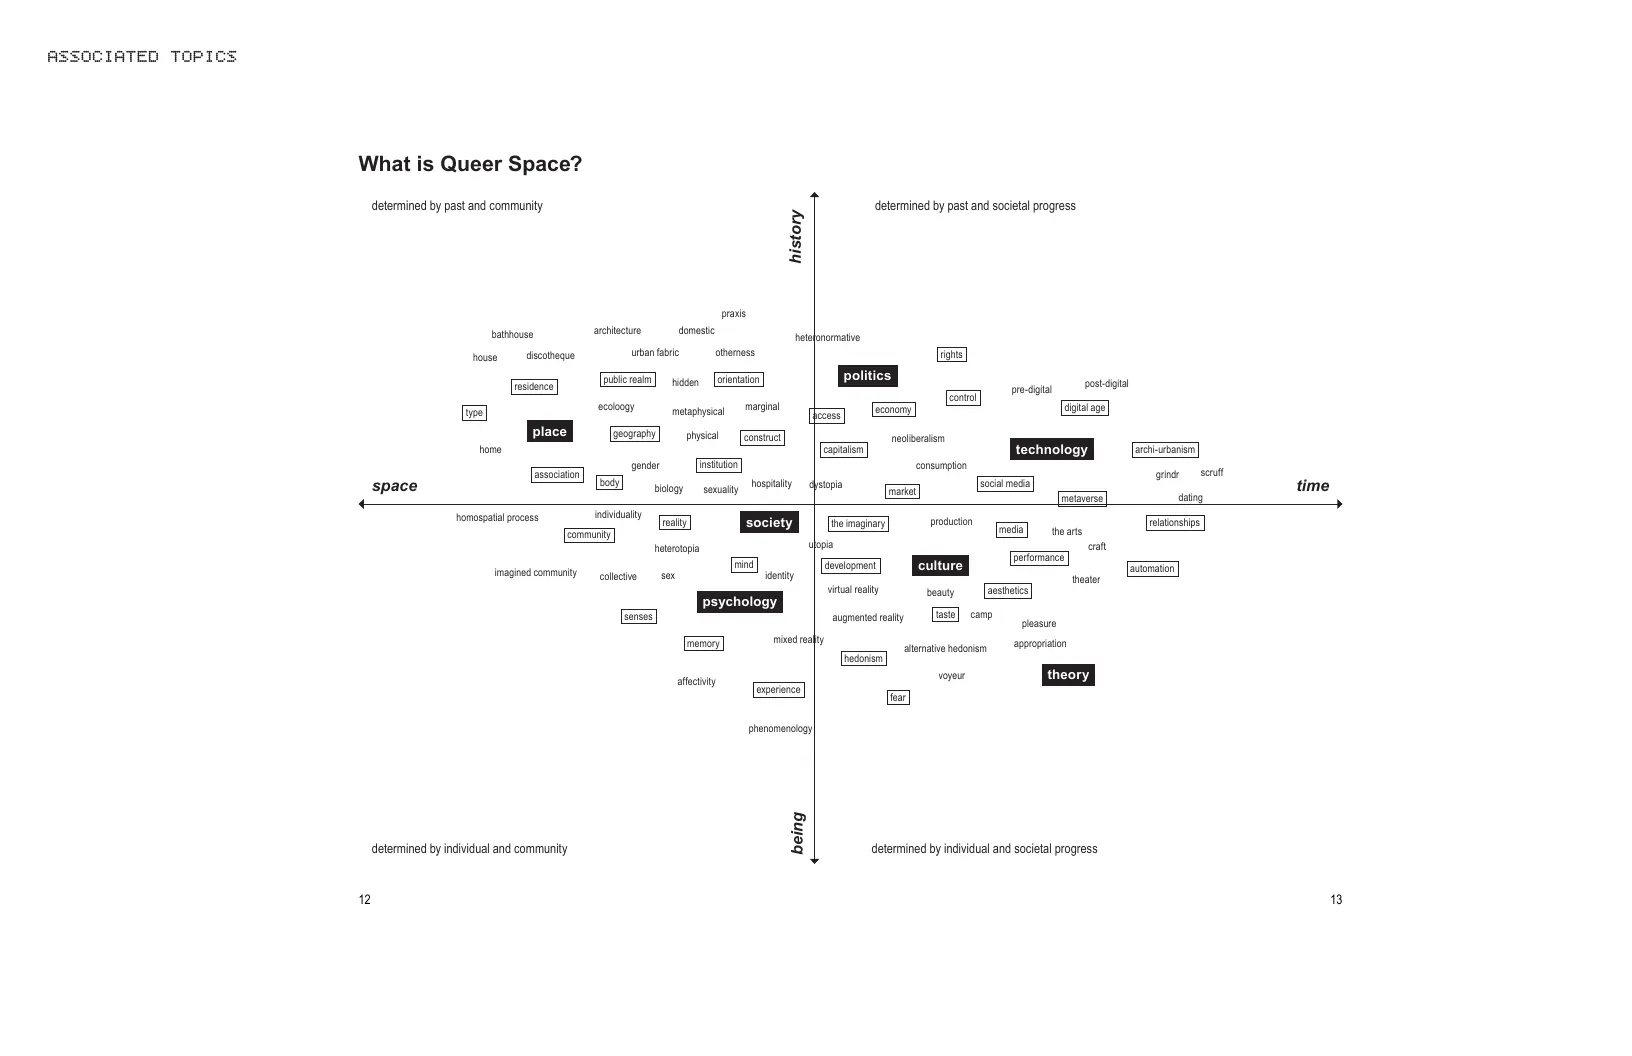 ASSOCIATED TOPICS
What is Queer Space?
determined by past and community
determined by past and societal progress
history
praxis
bathhouse
architecture
domestic
heteronormative
house
discotheque
urban fabric
otherness
rights
residence
public realm
hidden
orientation
politics
pre-digital
post-digital
type
ecoloogy
metaphysical
marginal
access
economy
control
digital age
place
geography
physical
construct
neoliberalism
home
capitalism
technology
archi-urbanism
association
gender
institution
consumption
grindr
scruff
body
biology
sexuality
hospitality
dystopia
market
social media
metaverse
dating
space
time
homospatial process
individuality
reality
society
the imaginary
production
media
the arts
relationships
community
heterotopia
utopia
craft
imagined community
collective
sex
mind
identity
development
culture
performance
theater
automation
psychology
virtual reality
beauty
aesthetics
senses
augmented reality
taste
camp
pleasure
memory
mixed reality
hedonism
alternative hedonism
appropriation
affectivity
experience
voyeur
theory
fear
phenomenology
being
determined by individual and community
determined by individual and societal progress
12
13